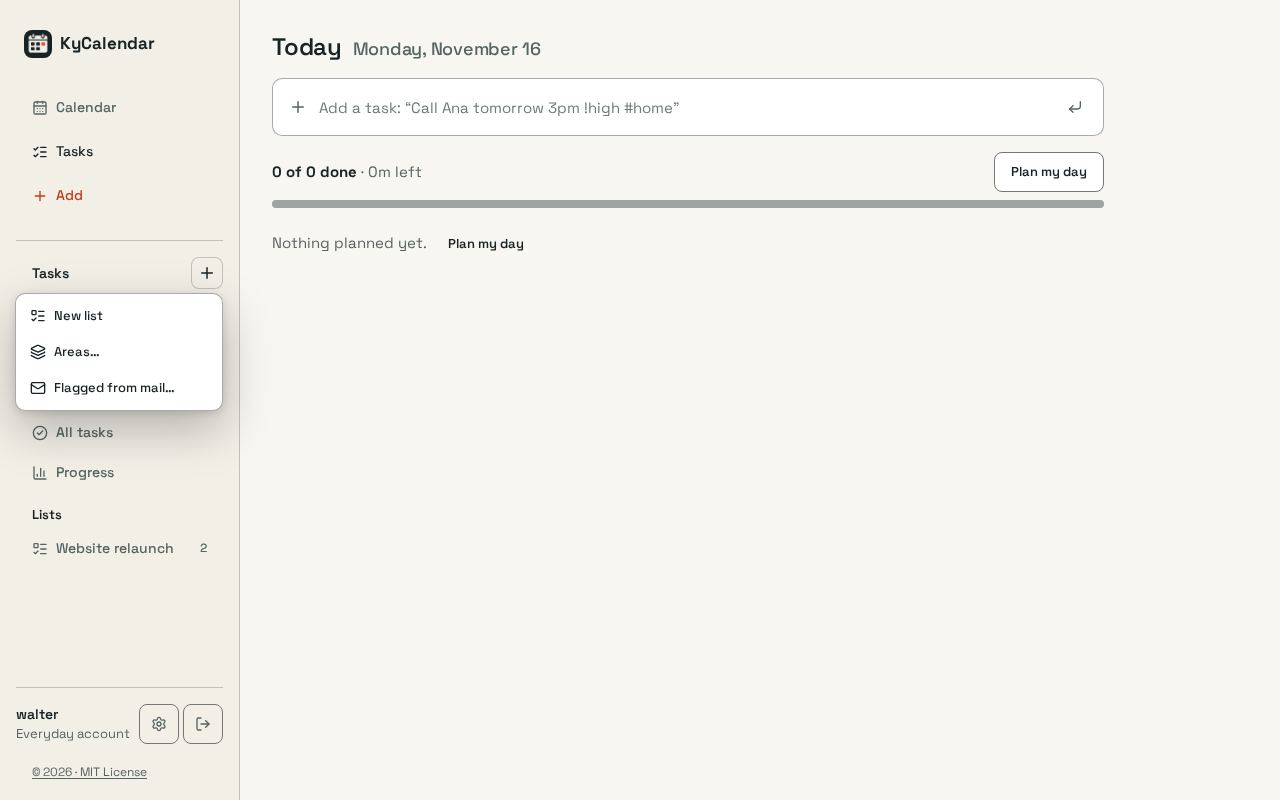 KyCalendar
Calendar
Tasks
Add
Tasks
New list
Areas...
Flagged from mail...
All tasks
Progress
Lists
Website relaunch 2
walter
Everyday account
© 2026 · MIT License
Today Monday, November 16
Add a task: “Call Ana tomorrow 3pm !high #home”
0 of 0 done · 0m left
Plan my day
Nothing planned yet. Plan my day